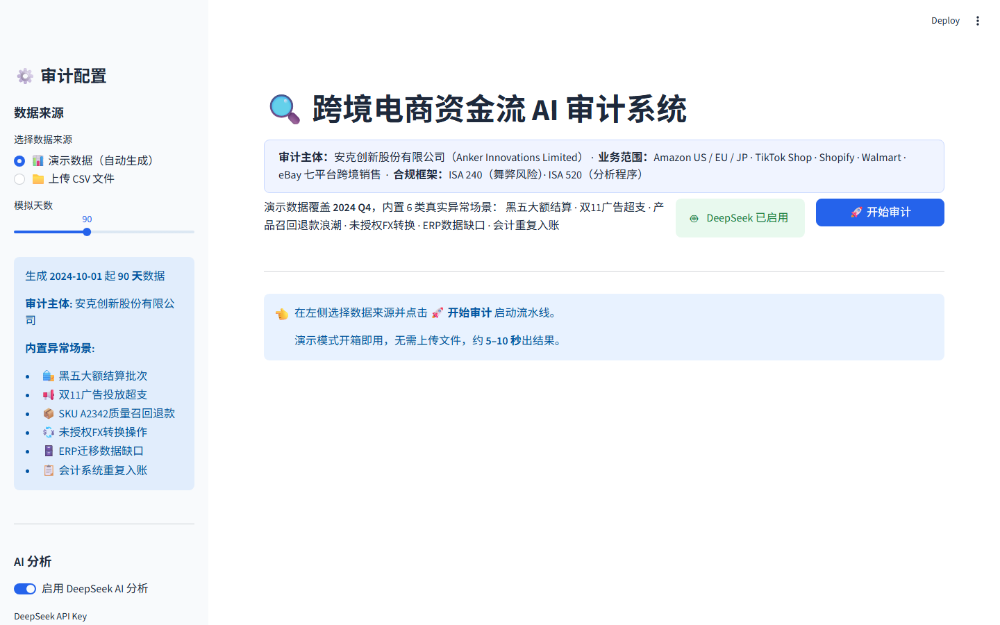 Deploy
审计配置
数据来源
选择数据来源
演示数据（自动生成）
上传 CSV 文件
模拟天数
90
生成 2024-10-01 起 90 天数据
审计主体: 安克创新股份有限公
司
内置异常场景:
黑五大额结算批次
双11广告投放超支
SKU A2342质量召回退款
未授权FX转换操作
ERP迁移数据缺口
会计系统重复入账
AI 分析
启用 DeepSeek AI 分析
DeepSeek API Key
跨境电商资金流 AI 审计系统
审计主体：安克创新股份有限公司（Anker Innovations Limited） · 业务范围：Amazon US / EU / JP · TikTok Shop · Shopify · Walmart ·
eBay 七平台跨境销售 · 合规框架：ISA 240（舞弊风险）· ISA 520（分析程序）
演示数据覆盖 2024 Q4，内置 6 类真实异常场景： 黑五大额结算 · 双11广告超支 · 产
品召回退款浪潮 · 未授权FX转换 · ERP数据缺口 · 会计重复入账
DeepSeek 已启用
开始审计
在左侧选择数据来源并点击 🚀 开始审计 启动流水线。
演示模式开箱即用，无需上传文件，约 5–10 秒出结果。